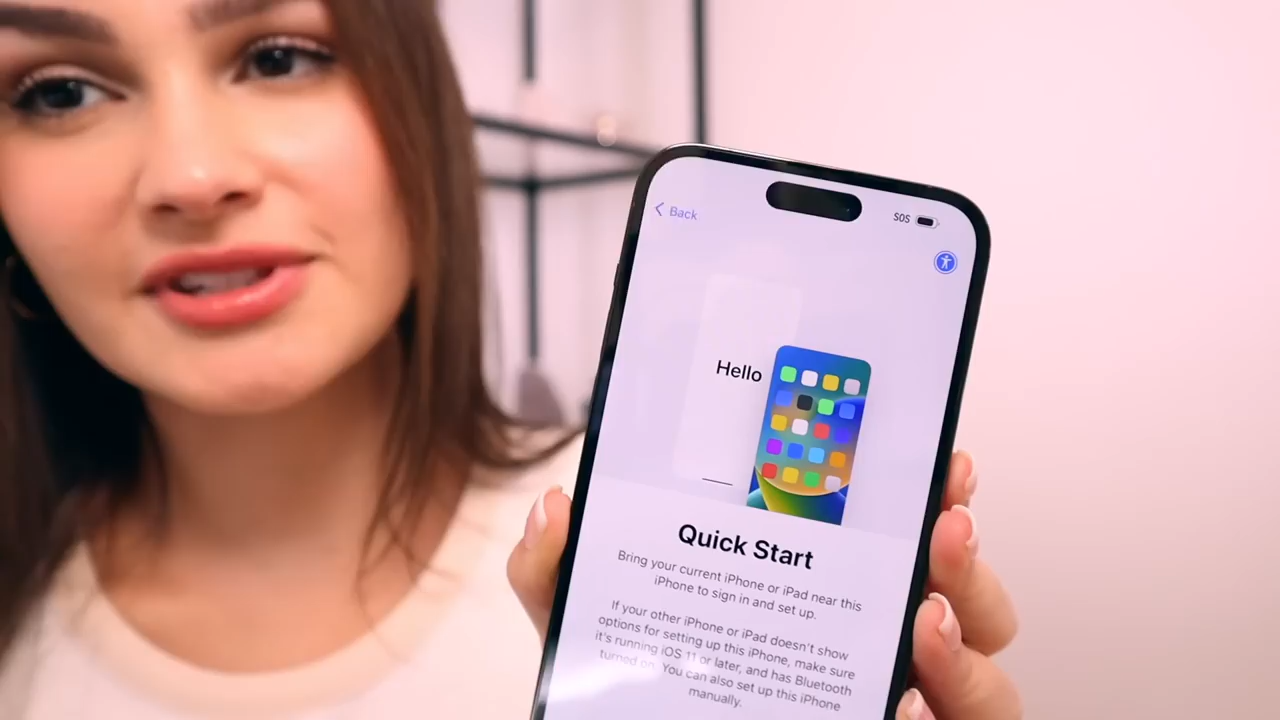 Back
SOS
Hello
Quick Start
Bring your current iPhone or iPad near this
iPhone to sign in and set up.
If your other iPhone or iPad doesn't show
options for setting up this iPhone, make sure
it's running iOS 11 or later, and has Bluetooth
turned on. You can also set up this iPhone
manually.